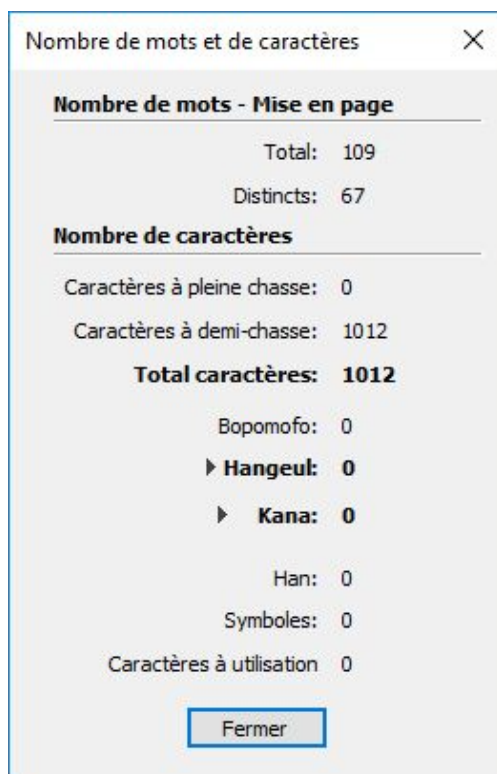 Nombre de mots et de caractères
Nombre de mots - Mise en page
Total: 109
Distincts: 67
Nombre de caractères
Caractères à pleine chasse: 0
Caractères à demi-chasse: 1012
Total caractères: 1012
Bopomofo: 0
Hangeul: 0
Kana: 0
Han: 0
Symboles: 0
Caractères à utilisation 0
Fermer